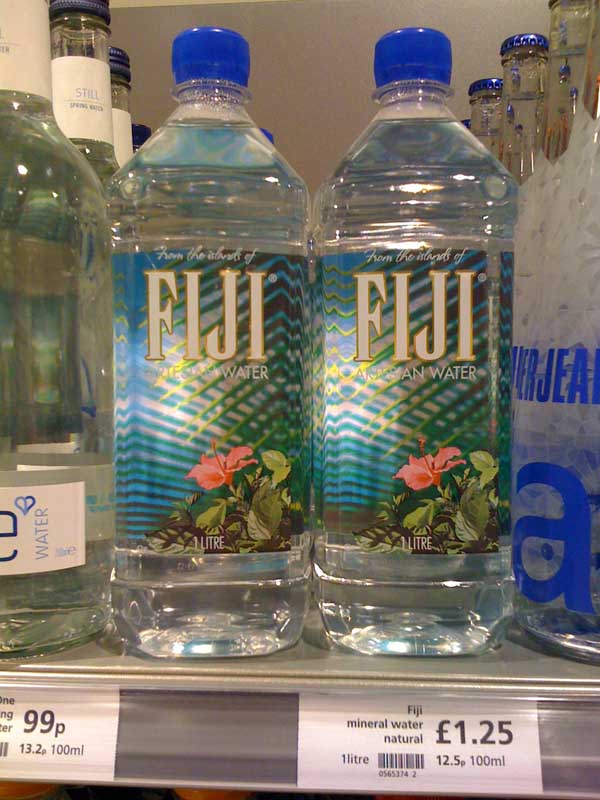 STILL
SPRING WATER
From the islands of
FIJI®
ARTESIAN WATER
1 LITRE
From the islands of
FIJI®
ARTESIAN WATER
1 LITRE
WATER
a
99p
13.2p 100ml
Fiji
mineral water
natural
£1.25
1litre
12.5p 100ml
0565374 2